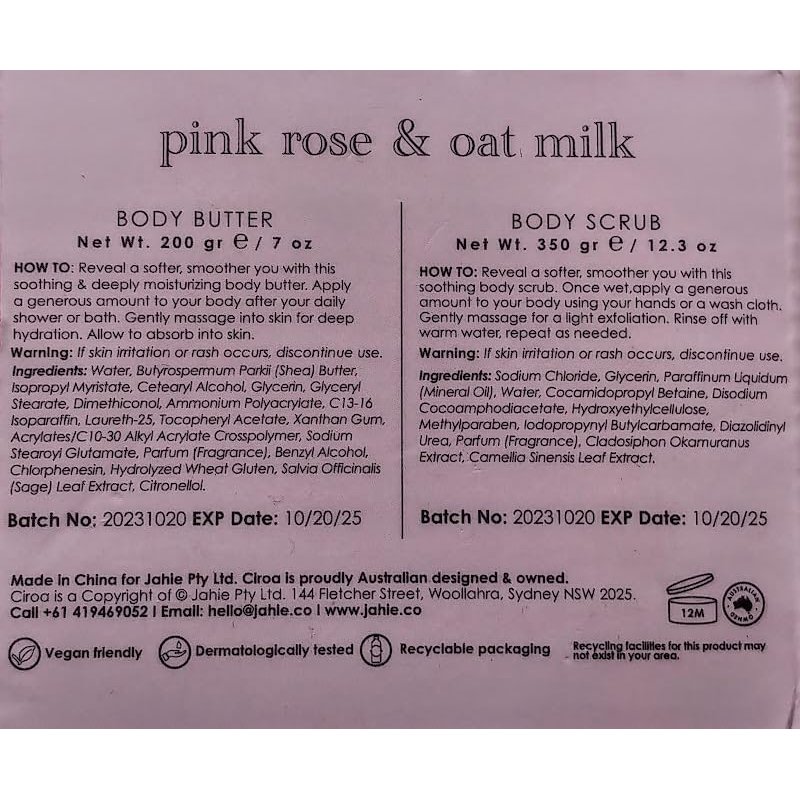 pink rose & oat milk
BODY BUTTER
Net Wt. 200 gr ℮ / 7 oz
HOW TO: Reveal a softer, smoother you with this
soothing & deeply moisturizing body butter. Apply
a generous amount to your body after your daily
shower or bath. Gently massage into skin for deep
hydration. Allow to absorb into skin.
Warning: If skin irritation or rash occurs, discontinue use.
Ingredients: Water, Butyrospermum Parkii (Shea) Butter,
Isopropyl Myristate, Cetearyl Alcohol, Glycerin, Glyceryl
Stearate, Dimethiconol, Ammonium Polyacrylate, C13-16
Isoparaffin, Laureth-25, Tocopheryl Acetate, Xanthan Gum,
Acrylates/C10-30 Alkyl Acrylate Crosspolymer, Sodium
Stearoyl Glutamate, Parfum (Fragrance), Benzyl Alcohol,
Chlorphenesin, Hydrolyzed Wheat Gluten, Salvia Officinalis
(Sage) Leaf Extract, Citronellol.
Batch No: 20231020 EXP Date: 10/20/25
BODY SCRUB
Net Wt. 350 gr ℮ / 12.3 oz
HOW TO: Reveal a softer, smoother you with this
soothing body scrub. Once wet,apply a generous
amount to your body using your hands or a wash cloth.
Gently massage for a light exfoliation. Rinse off with
warm water, repeat as needed.
Warning: If skin irritation or rash occurs, discontinue use.
Ingredients: Sodium Chloride, Glycerin, Paraffinum Liquidum
(Mineral Oil), Water, Cocamidopropyl Betaine, Disodium
Cocoamphodiacetate, Hydroxyethylcellulose,
Methylparaben, Iodopropynyl Butylcarbamate, Diazolidinyl
Urea, Parfum (Fragrance), Cladosiphon Okamuranus
Extract, Camellia Sinensis Leaf Extract.
Batch No: 20231020 EXP Date: 10/20/25
Made in China for Jahie Pty Ltd. Ciroa is proudly Australian designed & owned.
Ciroa is a Copyright of © Jahie Pty Ltd. 144 Fletcher Street, Woollahra, Sydney NSW 2025.
Call +61 419469052 | Email: hello@jahie.co | www.jahie.co
12M
AUSTRALIAN
OWNED
Vegan friendly
Dermatologically tested
Recyclable packaging
Recycling facilities for this product may
not exist in your area.